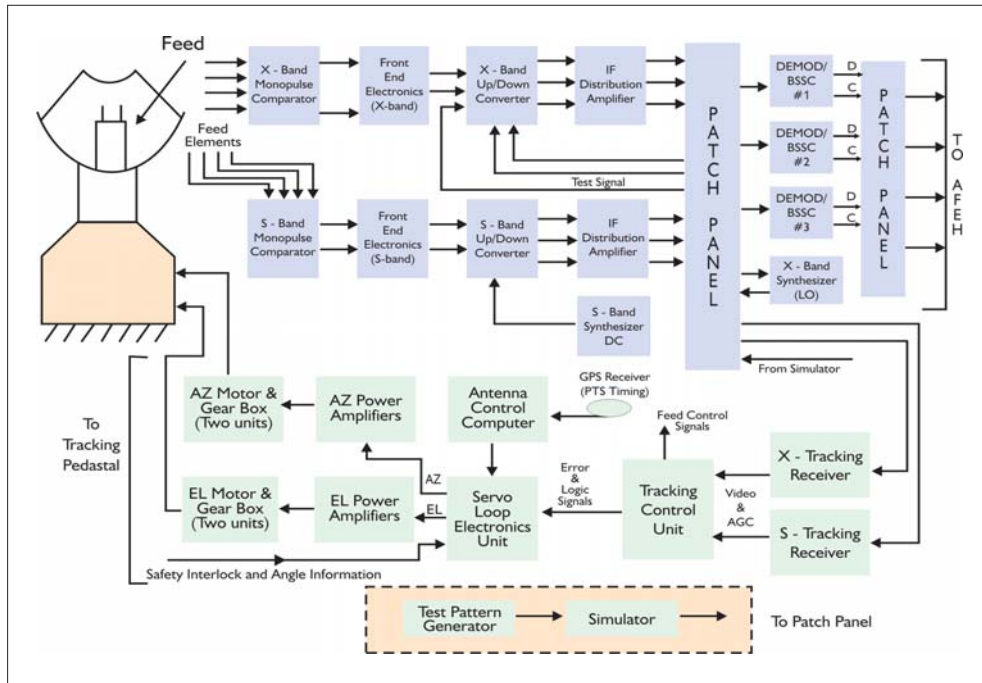 Feed
X - Band
Monopulse
Comparator
Front
End
Electronics
(X-band)
X - Band
Up/Down
Converter
IF
Distribution
Amplifier
PATCH PANEL
DEMOD/
BSSC
#1
D
C
DEMOD/
BSSC
#2
D
C
DEMOD/
BSSC
#3
D
C
PATCH PANEL
TO AFEH
Feed
Elements
Test Signal
S - Band
Monopulse
Comparator
Front
End
Electronics
(S-band)
S - Band
Up/Down
Converter
IF
Distribution
Amplifier
X - Band
Synthesizer
(LO)
S - Band
Synthesizer
DC
From Simulator
GPS Receiver
(PTS Timing)
To
Tracking
Pedastal
AZ Motor &
Gear Box
(Two units)
AZ Power
Amplifiers
Antenna
Control
Computer
Feed Control
Signals
X - Tracking
Receiver
EL Motor &
Gear Box
(Two units)
EL Power
Amplifiers
AZ
EL
Servo
Loop
Electronics
Unit
Error
&
Logic
Signals
Tracking
Control
Unit
Video
&
AGC
S - Tracking
Receiver
Safety Interlock and Angle Information
Test Pattern
Generator
Simulator
To Patch Panel